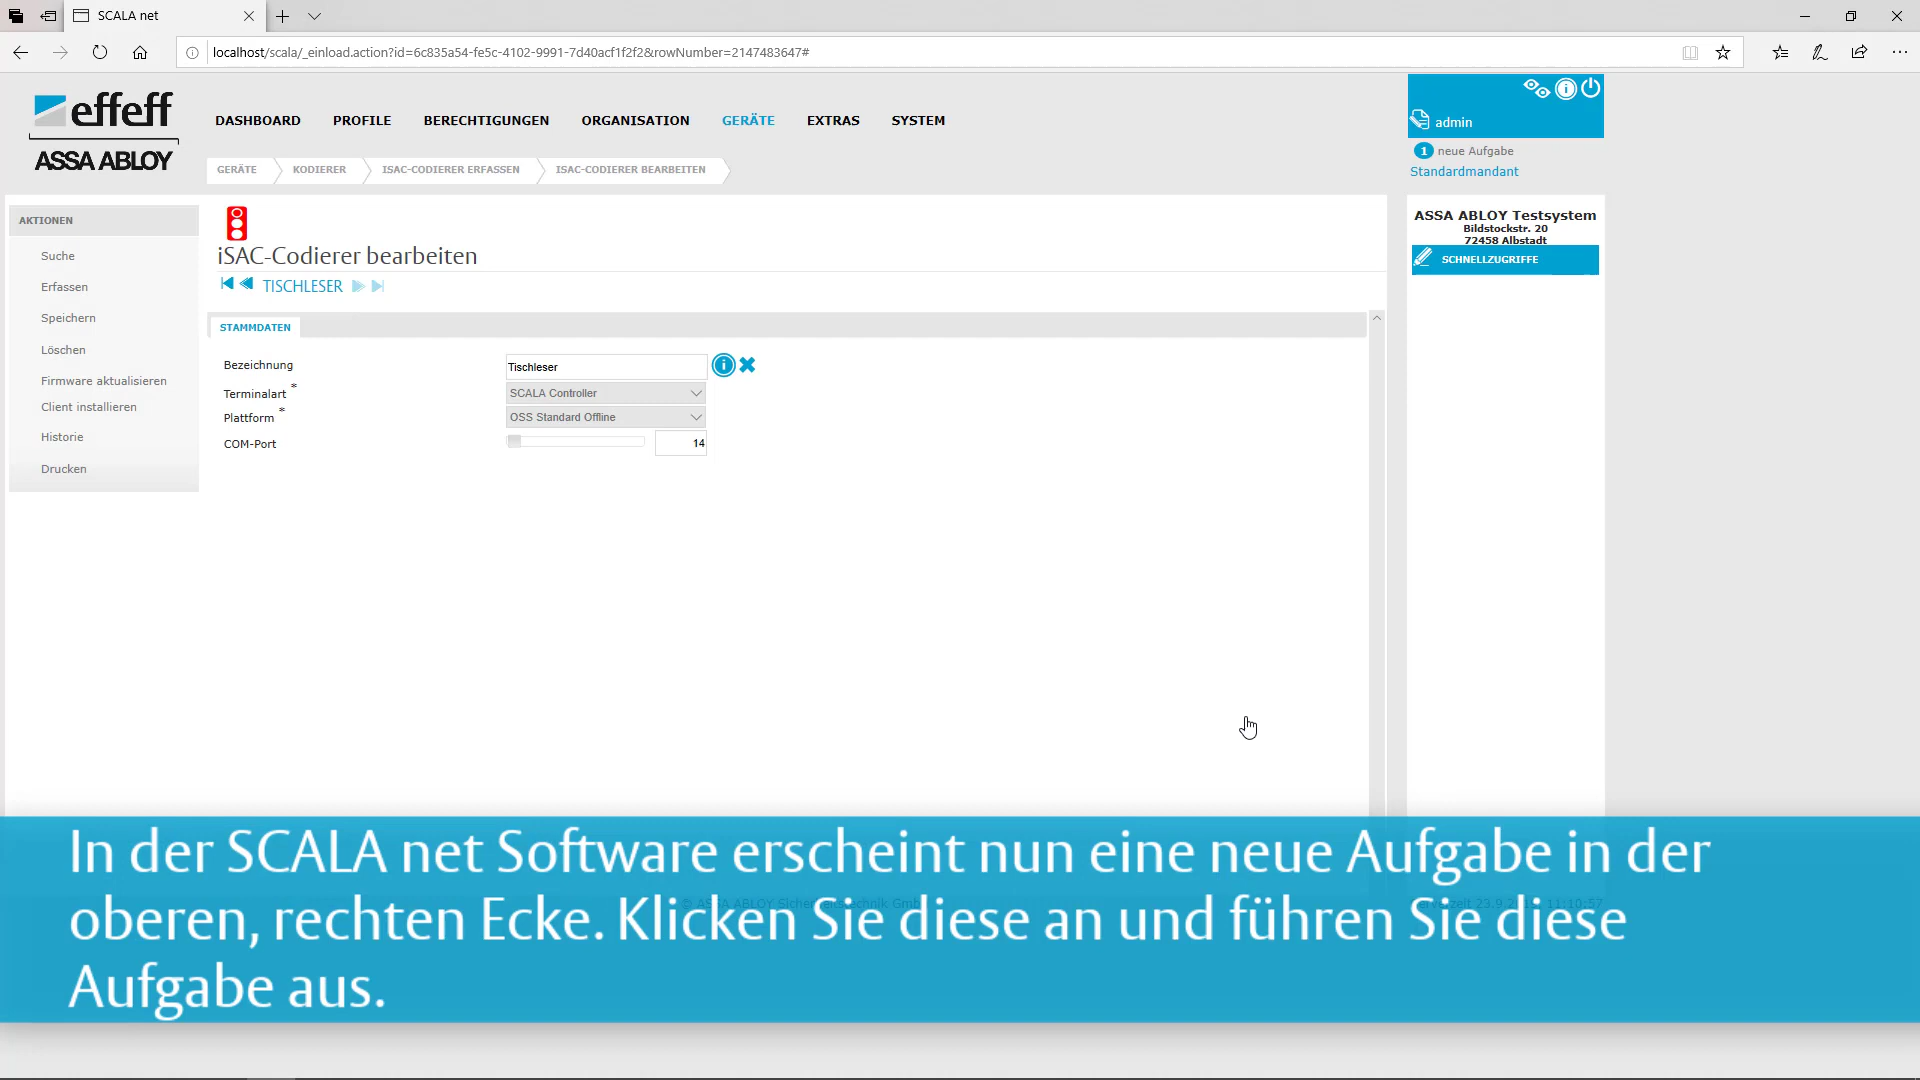 SCALA net
localhost/scala/_einload.action?id=6c835a54-fe5c-4102-9991-7d40acf1f2f2&rowNumber=2147483647#
effeff
ASSA ABLOY
DASHBOARD PROFILE BERECHTIGUNGEN ORGANISATION GERÄTE EXTRAS SYSTEM
admin
1 neue Aufgabe
Standardmandant
GERÄTE KODIERER ISAC-CODIERER ERFASSEN ISAC-CODIERER BEARBEITEN
AKTIONEN
Suche
Erfassen
Speichern
Löschen
Firmware aktualisieren
Client installieren
Historie
Drucken
iSAC-Codierer bearbeiten
TISCHLESER
STAMMDATEN
Bezeichnung Tischleser
Terminalart * SCALA Controller
Plattform * OSS Standard Offline
COM-Port 14
ASSA ABLOY Testsystem
Bildstockstr. 20
72458 Albstadt
SCHNELLZUGRIFFE
In der SCALA net Software erscheint nun eine neue Aufgabe in der
oberen, rechten Ecke. Klicken Sie diese an und führen Sie diese
Aufgabe aus.